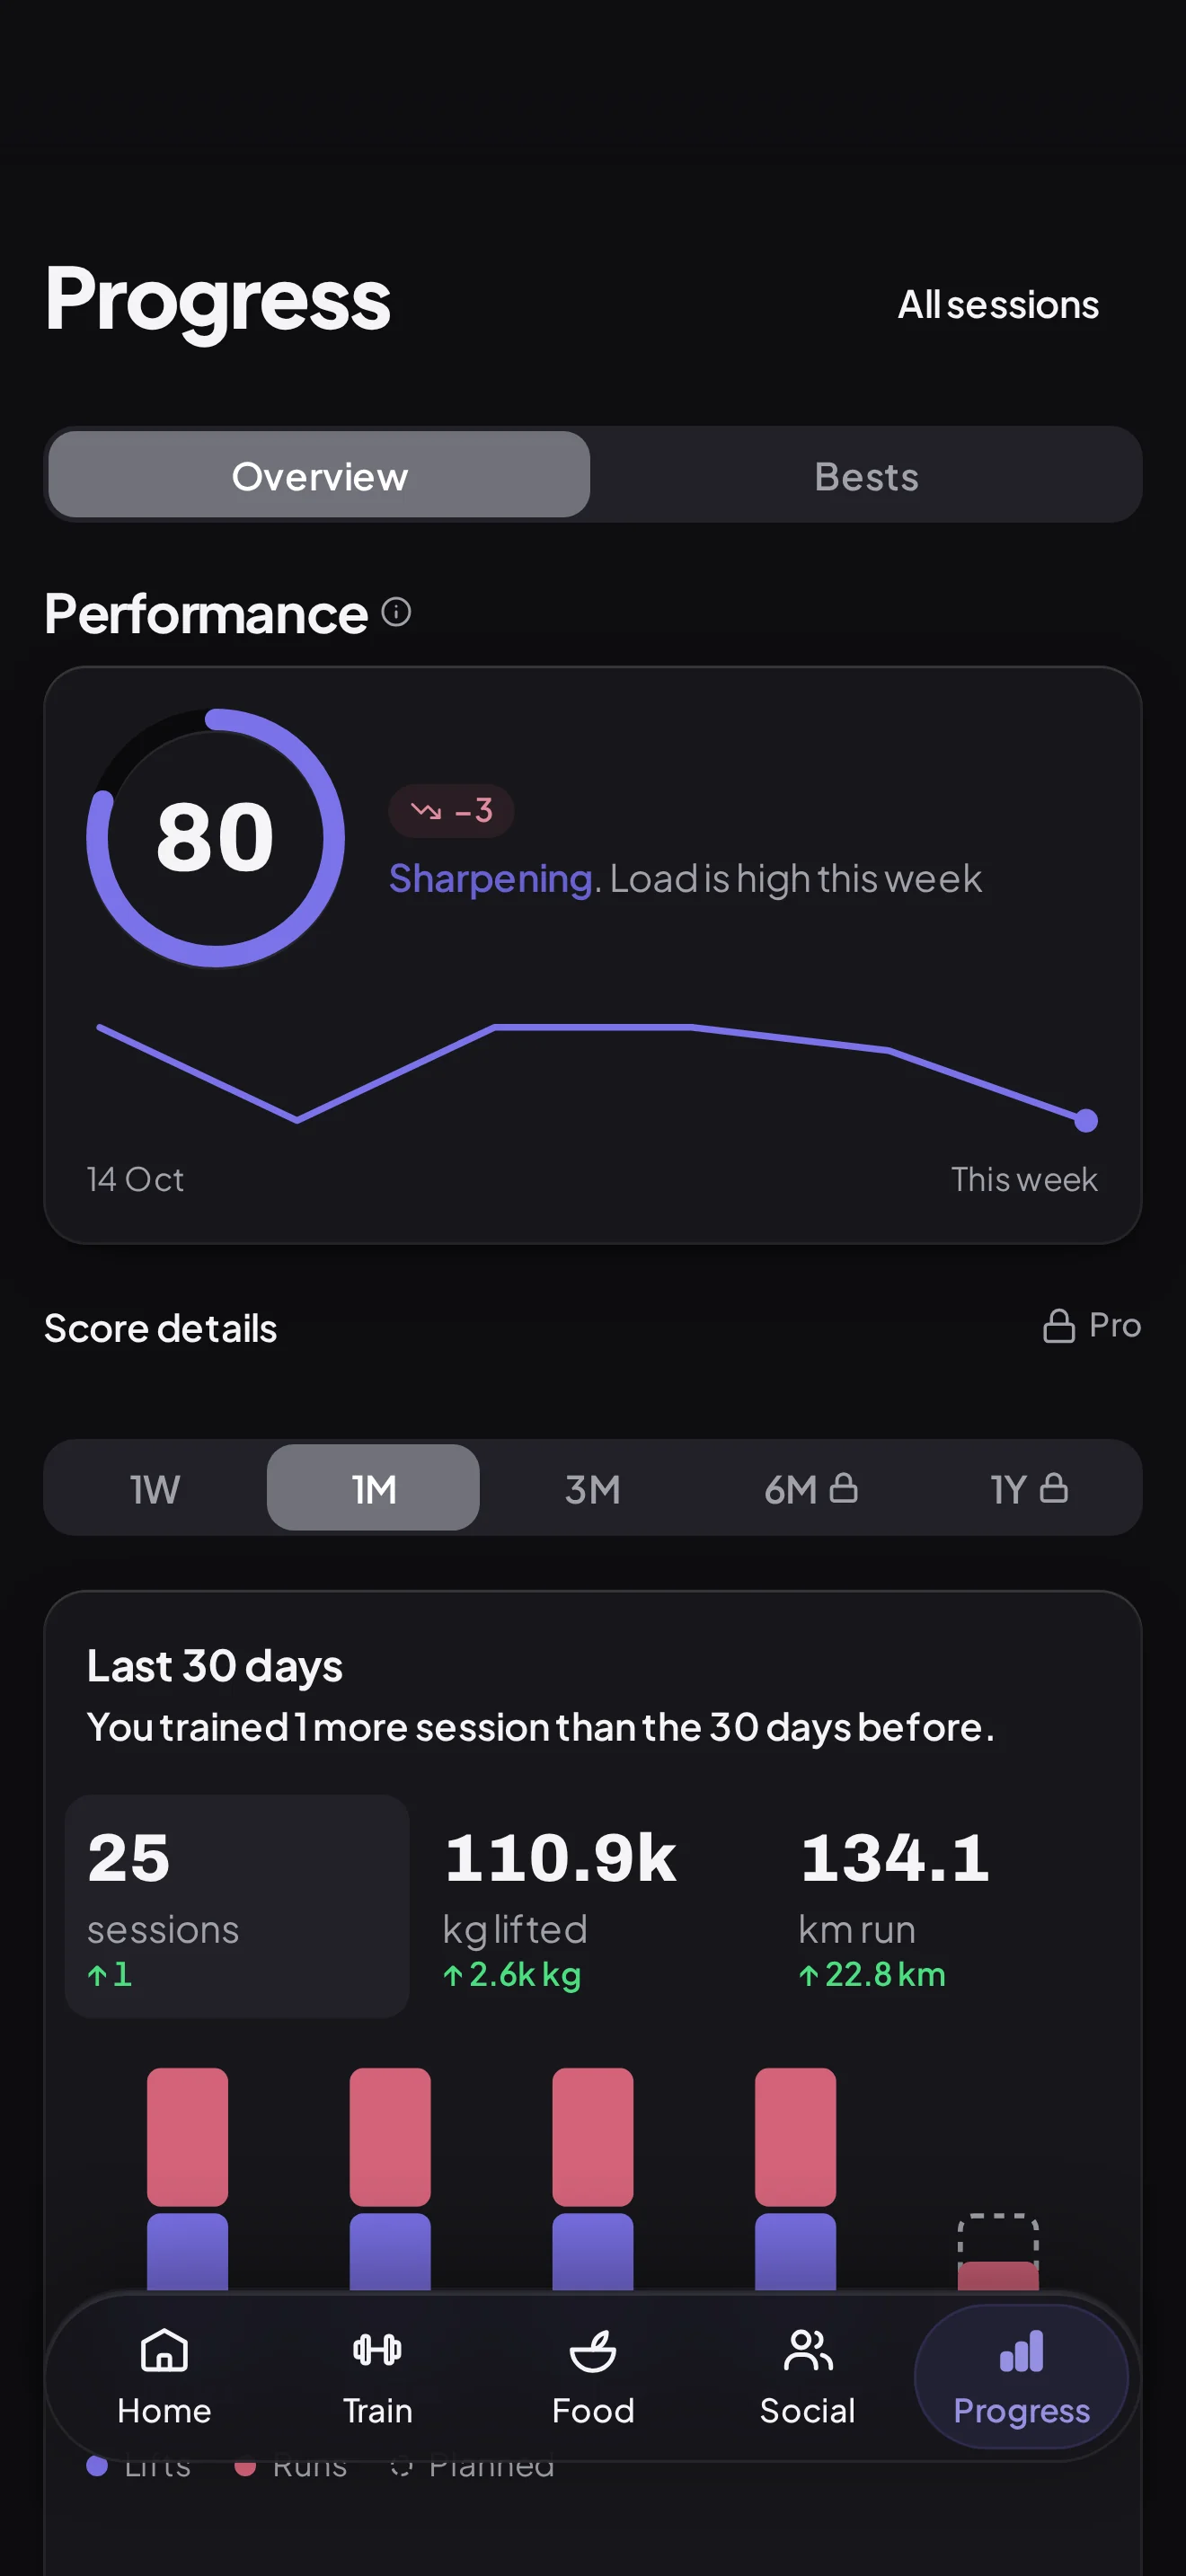 Progress
All sessions
Overview
Bests
Performance
80
-3
Sharpening. Load is high this week
14 Oct
This week
Score details
Pro
1W
1M
3M
6M
1Y
Last 30 days
You trained 1 more session than the 30 days before.
25
110.9k
134.1
sessions
kg lifted
km run
↑ 1
↑ 2.6k kg
↑ 22.8 km
Home
Train
Food
Social
Progress
Lifts
Runs
Planned